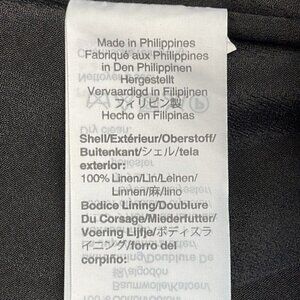 Made in Philippines
Fabriqué aux Philippines
in Den Philippinen
Hergestellt
Vervaardigd in Filipijnen
フィリピン製
Hecho en Filipinas
Shell/Extérieur/Oberstoff/
Buitenkant/シェル/tela
exterior:
100% Linen/Lin/Leinen/
Linnen/麻/lino
Bodice Lining/Doublure
Du Corsage/Miederfutter/
Voering Lijfje/ボディスラ
イニング/forro del
corpiño: